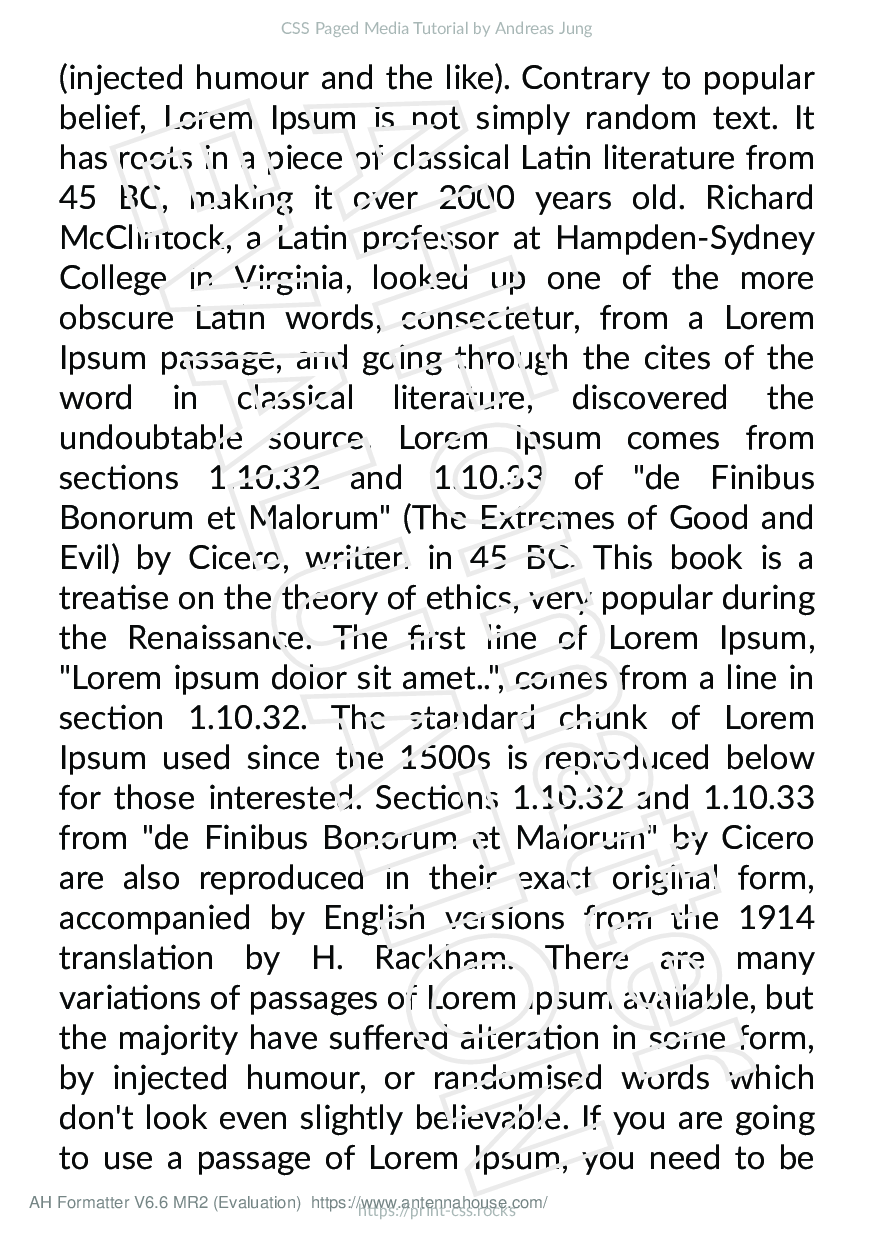 CSS Paged Media Tutorial by Andreas Jung
(injected humour and the like). Contrary to popular
belief, Lorem Ipsum is not simply random text. It
has roots in a piece of classical Latin literature from
45 BC, making it over 2000 years old. Richard
McClintock, a Latin professor at Hampden-Sydney
College in Virginia, looked up one of the more
obscure Latin words, consectetur, from a Lorem
Ipsum passage, and going through the cites of the
word in classical literature, discovered the
undoubtable source. Lorem Ipsum comes from
sections 1.10.32 and 1.10.33 of "de Finibus
Bonorum et Malorum" (The Extremes of Good and
Evil) by Cicero, written in 45 BC. This book is a
treatise on the theory of ethics, very popular during
the Renaissance. The first line of Lorem Ipsum,
"Lorem ipsum dolor sit amet..", comes from a line in
section 1.10.32. The standard chunk of Lorem
Ipsum used since the 1500s is reproduced below
for those interested. Sections 1.10.32 and 1.10.33
from "de Finibus Bonorum et Malorum" by Cicero
are also reproduced in their exact original form,
accompanied by English versions from the 1914
translation by H. Rackham. There are many
variations of passages of Lorem Ipsum available, but
the majority have suffered alteration in some form,
by injected humour, or randomised words which
don't look even slightly believable. If you are going
to use a passage of Lorem Ipsum, you need to be
AH Formatter V6.6 MR2 (Evaluation) https://www.antennahouse.com/
https://print-css.rocks
AHFormatter
EVALUATION